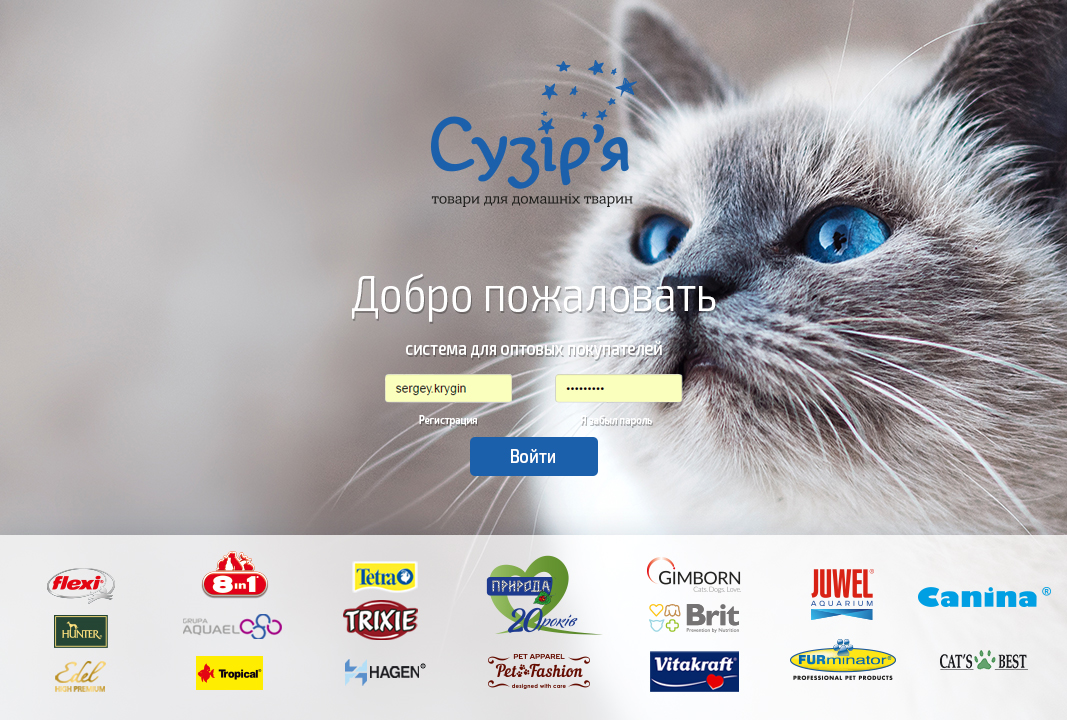 Сузір'я
товари для домашніх тварин
Добро пожаловать
система для оптовых покупателей
sergey.krygin
Регистрация
Я забыл пароль
Войти
flexi
HUNTER
Edel
HIGH PREMIUM
8in1
GRUPA
AQUAEL
Tropical
Tetra
TRIXIE
HAGEN
ПРИРОДА
20 років
PET APPAREL
Pet Fashion
designed with care
GIMBORN
Cats. Dogs. Love.
Brit
Prevention by Nutrition
Vitakraft
JUWEL
AQUARIUM
FURminator
PROFESSIONAL PET PRODUCTS
Canina
CAT'S BEST